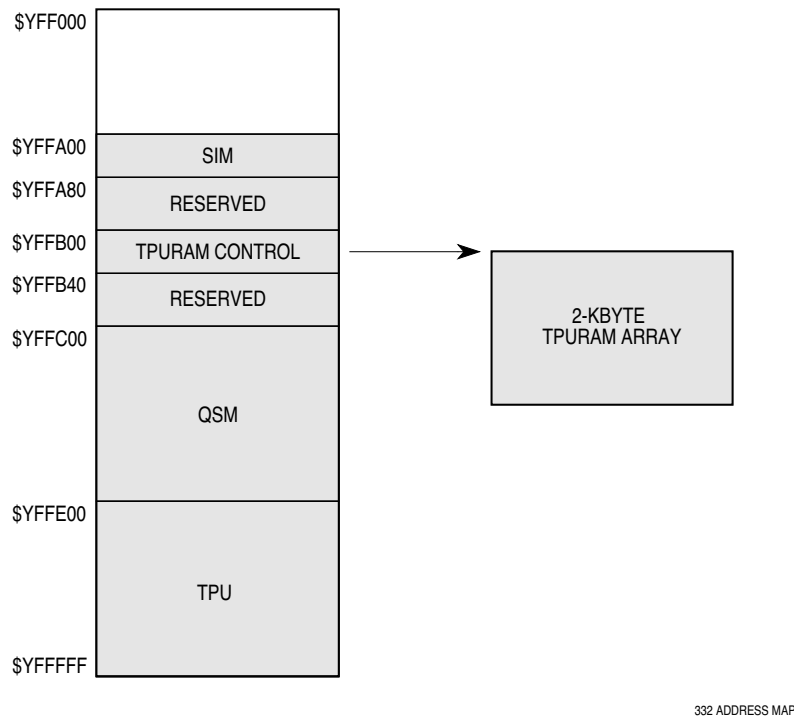 $YFF000
$YFFA00
SIM
$YFFA80
RESERVED
$YFFB00
TPURAM CONTROL
$YFFB40
RESERVED
2-KBYTE
TPURAM ARRAY
$YFFC00
QSM
$YFFE00
TPU
$YFFFFF
332 ADDRESS MAP